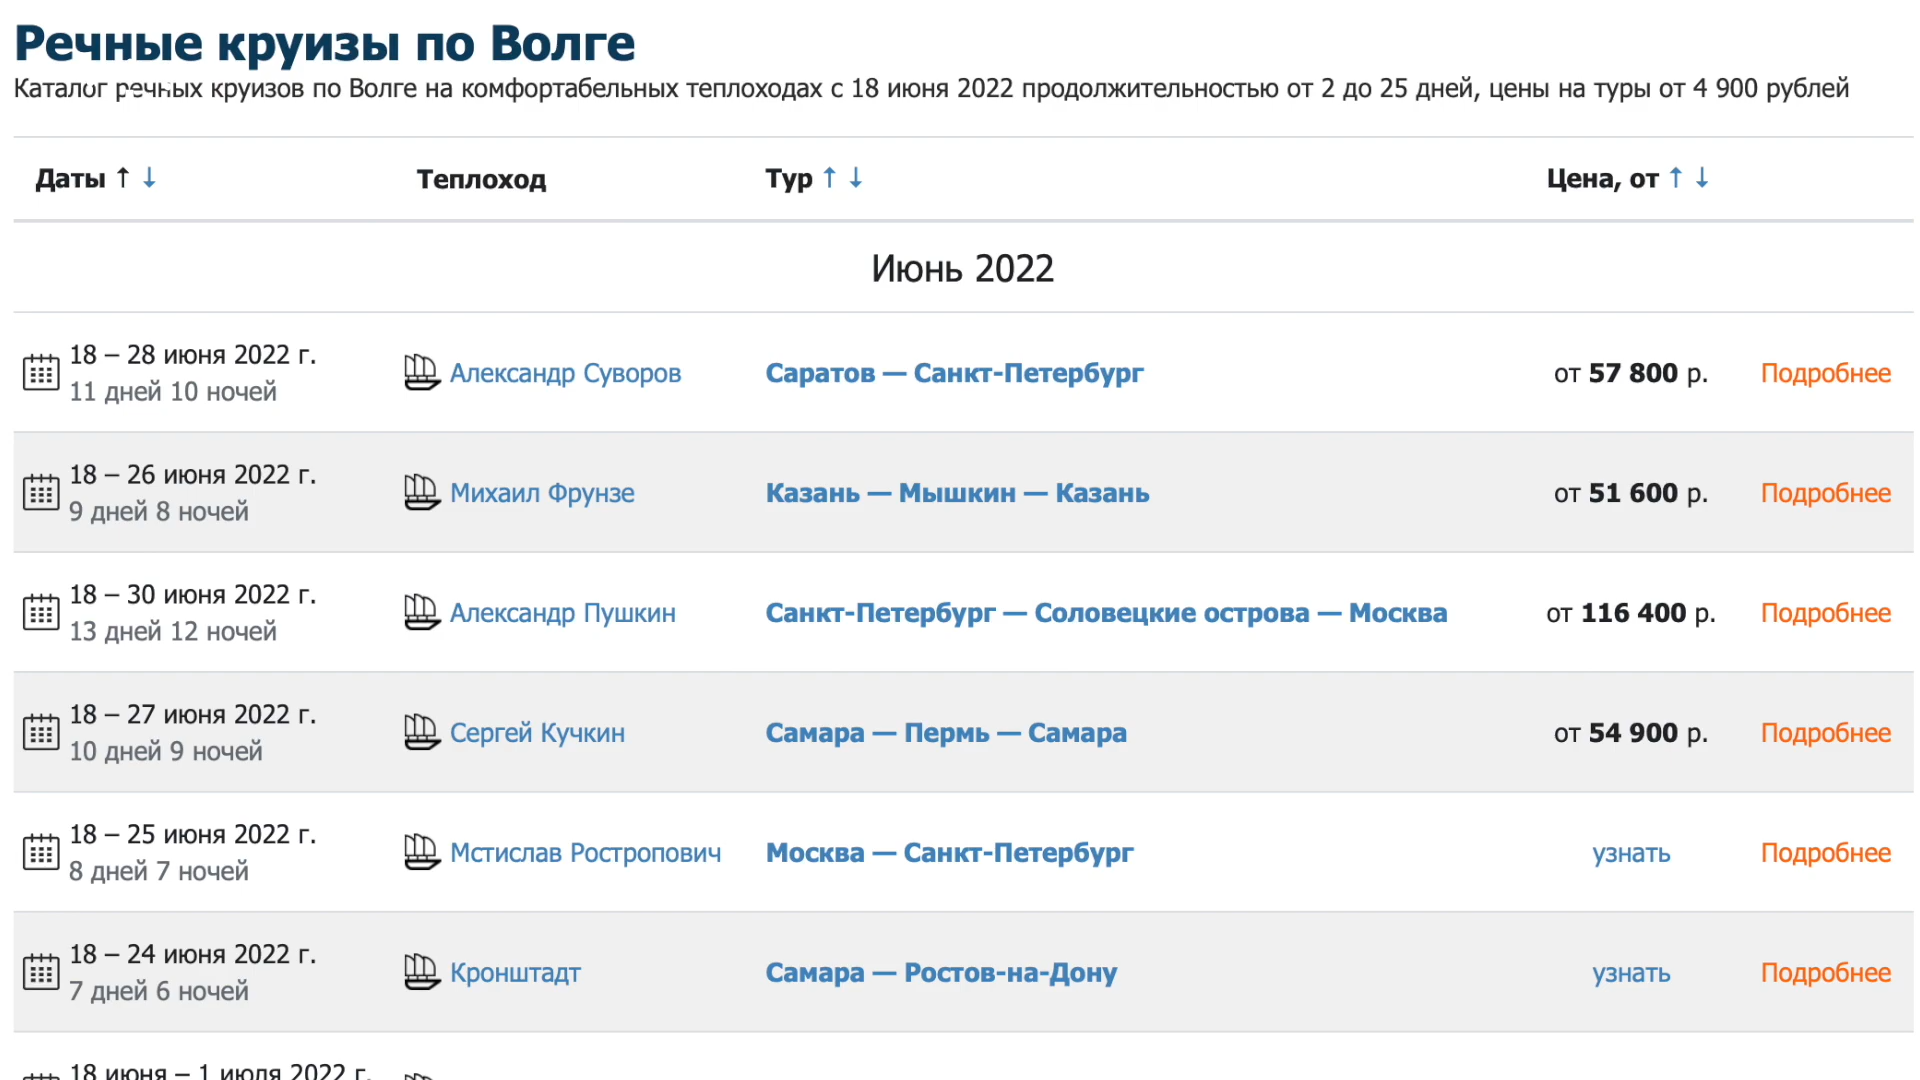 Речные круизы по Волге
Каталог речных круизов по Волге на комфортабельных теплоходах с 18 июня 2022 продолжительностью от 2 до 25 дней, цены на туры от 4 900 рублей
Даты ↑ ↓ Теплоход Тур ↑ ↓ Цена, от ↑ ↓
Июнь 2022
18 – 28 июня 2022 г.
11 дней 10 ночей
Александр Суворов Саратов — Санкт-Петербург от 57 800 р. Подробнее
18 – 26 июня 2022 г.
9 дней 8 ночей
Михаил Фрунзе Казань — Мышкин — Казань от 51 600 р. Подробнее
18 – 30 июня 2022 г.
13 дней 12 ночей
Александр Пушкин Санкт-Петербург — Соловецкие острова — Москва от 116 400 р. Подробнее
18 – 27 июня 2022 г.
10 дней 9 ночей
Сергей Кучкин Самара — Пермь — Самара от 54 900 р. Подробнее
18 – 25 июня 2022 г.
8 дней 7 ночей
Мстислав Ростропович Москва — Санкт-Петербург узнать Подробнее
18 – 24 июня 2022 г.
7 дней 6 ночей
Кронштадт Самара — Ростов-на-Дону узнать Подробнее
18 июня – 1 июля 2022 г.